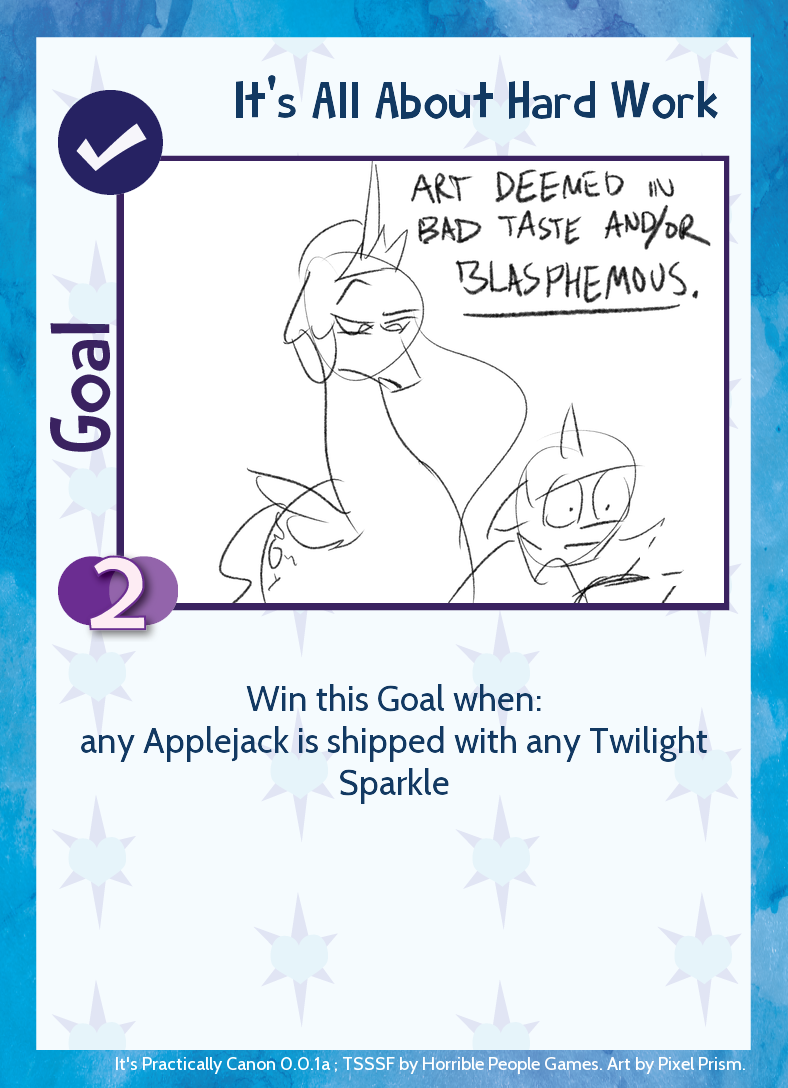 It's All About Hard Work
ART DEEMED IN
BAD TASTE AND/OR
BLASPHEMOUS.
Goal
2
Win this Goal when:
any Applejack is shipped with any Twilight
Sparkle
It's Practically Canon 0.0.1a ; TSSSF by Horrible People Games. Art by Pixel Prism.